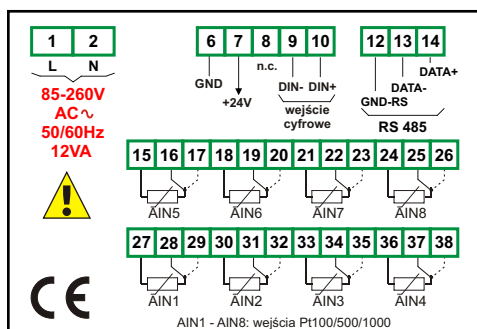 1 2
L N
85-260V
AC∿
50/60Hz
12VA
6 7 8 9 10
GND
+24V
n.c.
DIN- DIN+
wejście
cyfrowe
12 13 14
GND-RS
DATA-
DATA+
RS 485
15 16 17 18 19 20 21 22 23 24 25 26
AIN5 AIN6 AIN7 AIN8
27 28 29 30 31 32 33 34 35 36 37 38
AIN1 AIN2 AIN3 AIN4
CE
AIN1 - AIN8: wejścia Pt100/500/1000